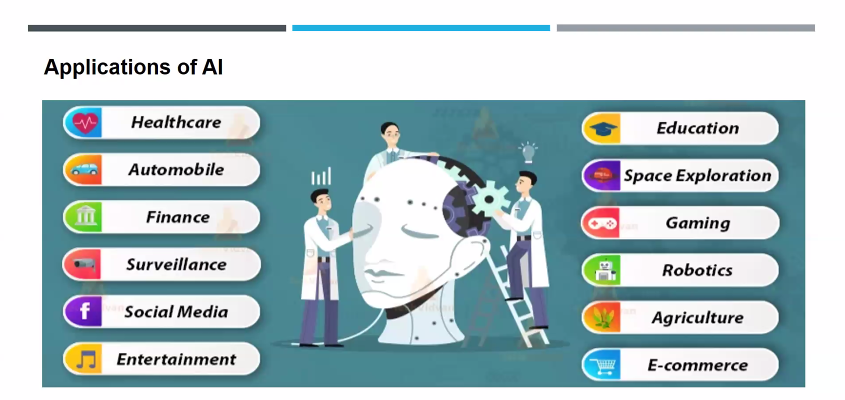 Applications of AI
Healthcare
Automobile
Finance
Surveillance
Social Media
Entertainment
Education
Space Exploration
Gaming
Robotics
Agriculture
E-commerce